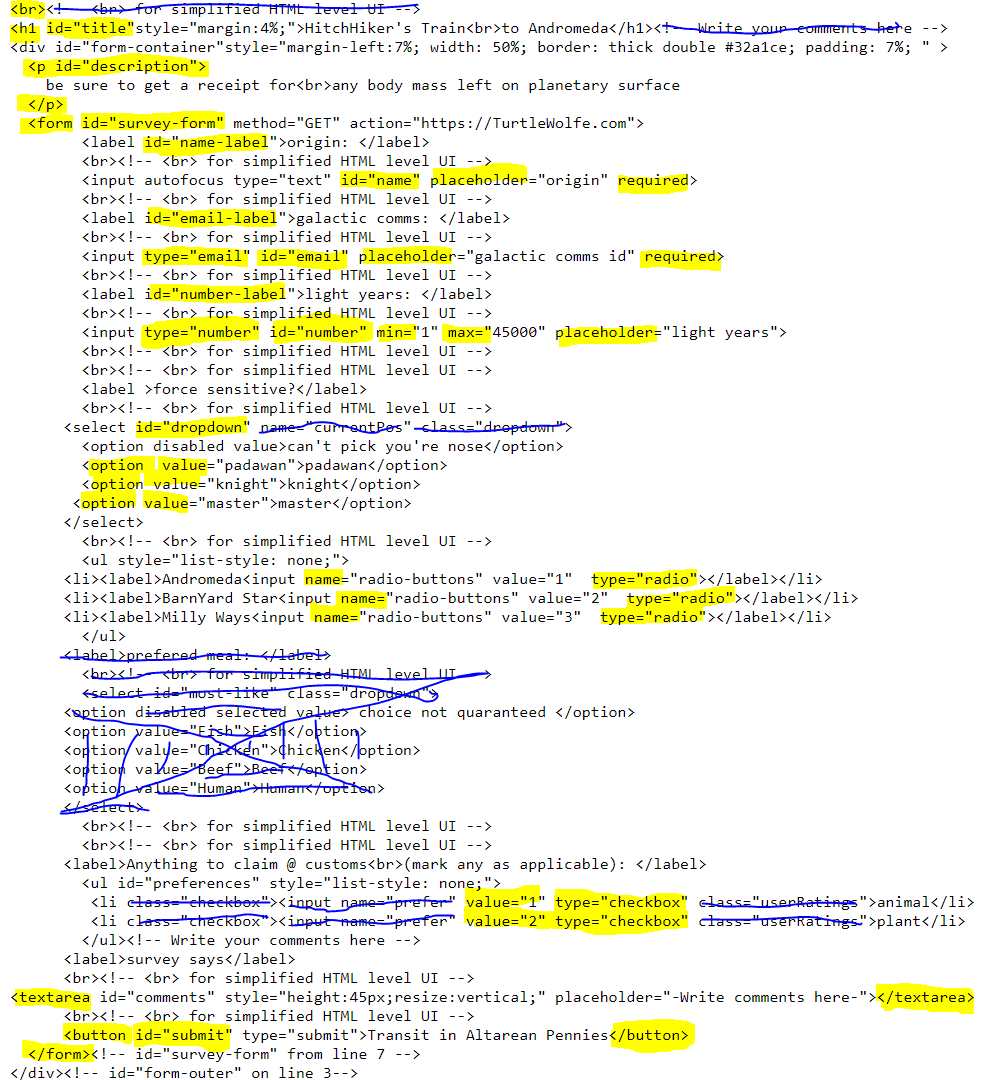 <br><!-- <br> for simplified HTML level UI -->
<h1 id="title"style="margin:4%;">HitchHiker's Train<br>to Andromeda</h1><!-- Write your comments here -->
<div id="form-container"style="margin-left:7%; width: 50%; border: thick double #32a1ce; padding: 7%; " >
<p id="description">
be sure to get a receipt for<br>any body mass left on planetary surface
</p>
<form id="survey-form" method="GET" action="https://TurtleWolfe.com">
<label id="name-label">origin: </label>
<br><!-- <br> for simplified HTML level UI -->
<input autofocus type="text" id="name" placeholder="origin" required>
<br><!-- <br> for simplified HTML level UI -->
<label id="email-label">galactic comms: </label>
<br><!-- <br> for simplified HTML level UI -->
<input type="email" id="email" placeholder="galactic comms id" required>
<br><!-- <br> for simplified HTML level UI -->
<label id="number-label">light years: </label>
<br><!-- <br> for simplified HTML level UI -->
<input type="number" id="number" min="1" max="45000" placeholder="light years">
<br><!-- <br> for simplified HTML level UI -->
<br><!-- <br> for simplified HTML level UI -->
<label >force sensitive?</label>
<br><!-- <br> for simplified HTML level UI -->
<select id="dropdown" name="currentPos" class="dropdown">
<option disabled value>can't pick you're nose</option>
<option  value="padawan">padawan</option>
<option value="knight">knight</option>
<option value="master">master</option>
</select>
<br><!-- <br> for simplified HTML level UI -->
<ul style="list-style: none;">
<li><label>Andromeda<input name="radio-buttons" value="1"  type="radio"></label></li>
<li><label>BarnYard Star<input name="radio-buttons" value="2"  type="radio"></label></li>
<li><label>Milly Ways<input name="radio-buttons" value="3"  type="radio"></label></li>
</ul>
<label>prefered meal: </label>
<br><!-- <br> for simplified HTML level UI -->
<select id="most-like" class="dropdown">
<option disabled selected value> choice not quaranteed </option>
<option value="Fish">Fish</option>
<option value="Chicken">Chicken</option>
<option value="Beef">Beef</option>
<option value="Human">Human</option>
</select>
<br><!-- <br> for simplified HTML level UI -->
<br><!-- <br> for simplified HTML level UI -->
<label>Anything to claim @ customs<br>(mark any as applicable): </label>
<ul id="preferences" style="list-style: none;">
<li class="checkbox"><input name="prefer" value="1" type="checkbox" class="userRatings">animal</li>
<li class="checkbox"><input name="prefer" value="2" type="checkbox" class="userRatings">plant</li>
</ul><!-- Write your comments here -->
<label>survey says</label>
<br><!-- <br> for simplified HTML level UI -->
<textarea id="comments" style="height:45px;resize:vertical;" placeholder="-Write comments here-"></textarea>
<br><!-- <br> for simplified HTML level UI -->
<button id="submit" type="submit">Transit in Altarean Pennies</button>
</form><!-- id="survey-form" from line 7 -->
</div><!-- id="form-outer" on line 3-->